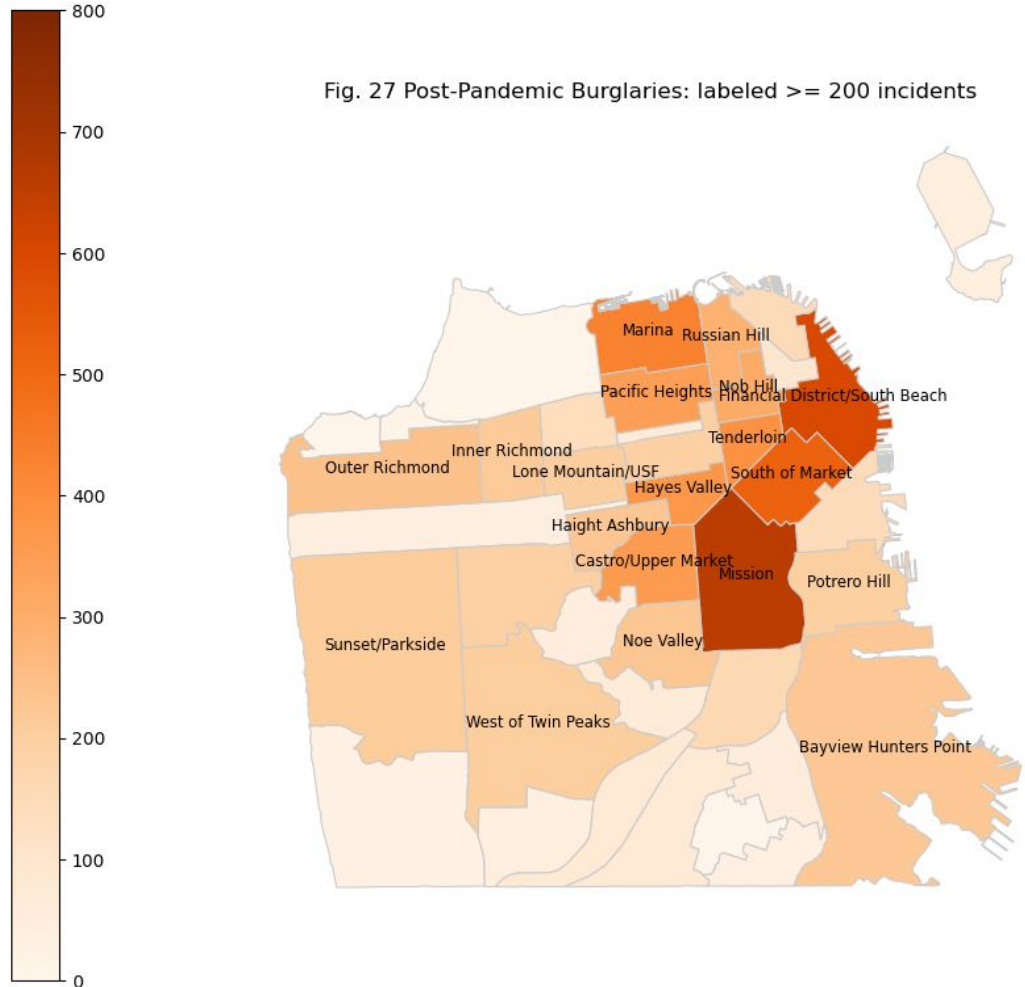 800
Fig. 27 Post-Pandemic Burglaries: labeled >= 200 incidents
700
600
500
400
300
200
100
0
Marina
Russian Hill
Pacific Heights
Nob Hill
Financial District/South Beach
Tenderloin
Inner Richmond
Outer Richmond
Lone Mountain/USF
South of Market
Hayes Valley
Haight Ashbury
Castro/Upper Market
Mission
Potrero Hill
Sunset/Parkside
Noe Valley
West of Twin Peaks
Bayview Hunters Point